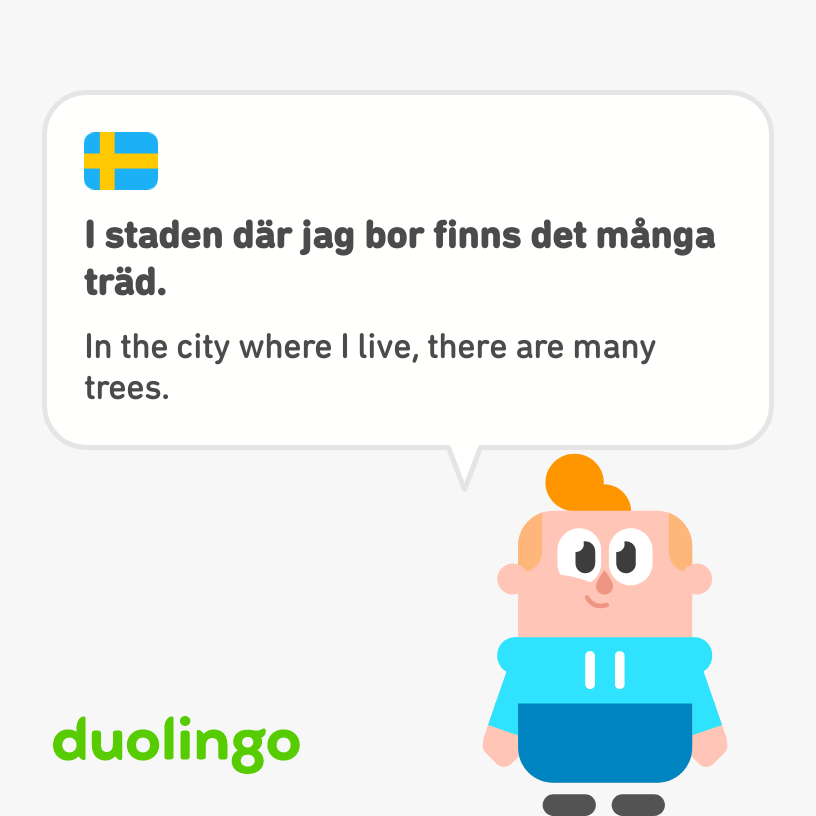 I staden där jag bor finns det många
träd.
In the city where I live, there are many
trees.
duolingo